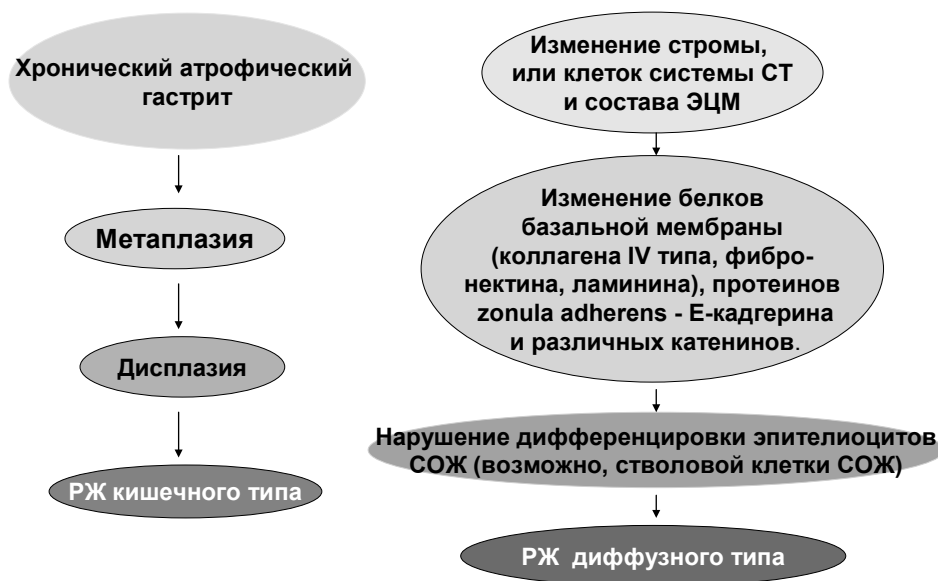 Хронический атрофический
гастрит
Метаплазия
Дисплазия
РЖ кишечного типа
Изменение стромы,
или клеток системы СТ
и состава ЭЦМ
Изменение белков
базальной мембраны
(коллагена IV типа, фибро-
нектина, ламинина), протеинов
zonula adherens - Е-кадгерина
и различных катенинов.
Нарушение дифференцировки эпителиоцитов
СОЖ (возможно, стволовой клетки СОЖ)
РЖ диффузного типа